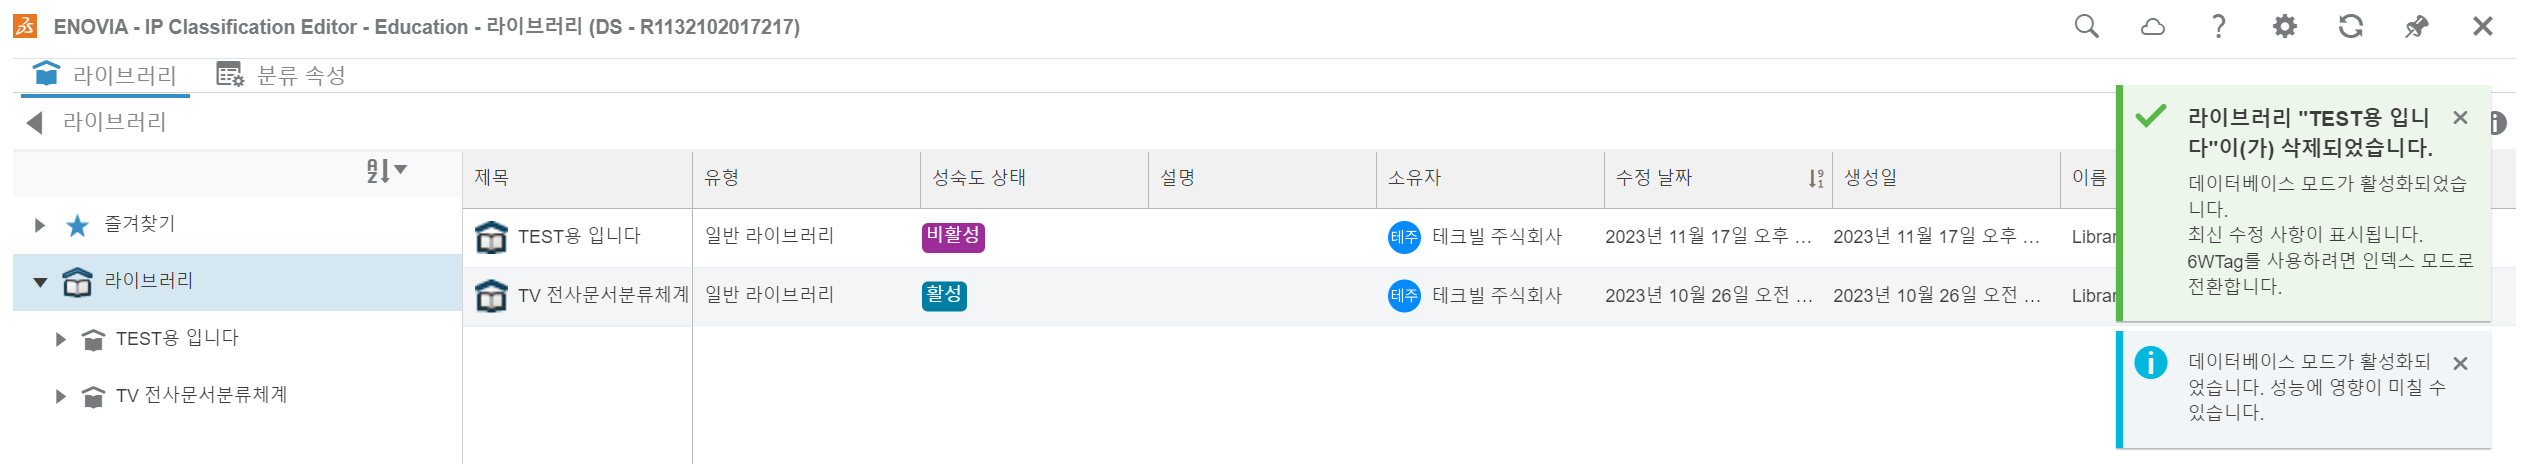 ENOVIA - IP Classification Editor - Education - 라이브러리 (DS - R1132102017217)
라이브러리 분류 속성
라이브러리
제목 유형 성숙도 상태 설명 소유자 수정 날짜 생성일 이름
즐겨찾기
라이브러리
TEST용 입니다
TV 전사문서분류체계
TEST용 입니다 일반 라이브러리 비활성 테주 테크빌 주식회사 2023년 11월 17일 오후 ... 2023년 11월 17일 오후 ... Librar
TV 전사문서분류체계 일반 라이브러리 활성 테주 테크빌 주식회사 2023년 10월 26일 오전 ... 2023년 10월 26일 오전 ... Librar
라이브러리 "TEST용 입니
다"이(가) 삭제되었습니다.
데이터베이스 모드가 활성화되었습
니다.
최신 수정 사항이 표시됩니다.
6WTag를 사용하려면 인덱스 모드로
전환합니다.
데이터베이스 모드가 활성화되
었습니다. 성능에 영향이 미칠 수
있습니다.